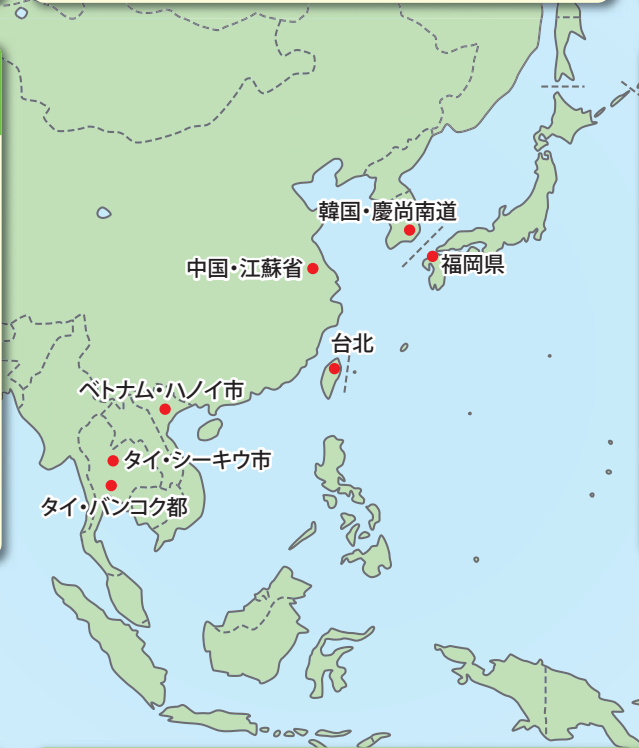 韓国・慶尚南道
中国・江蘇省
福岡県
台北
ベトナム・ハノイ市
タイ・シーキウ市
タイ・バンコク都